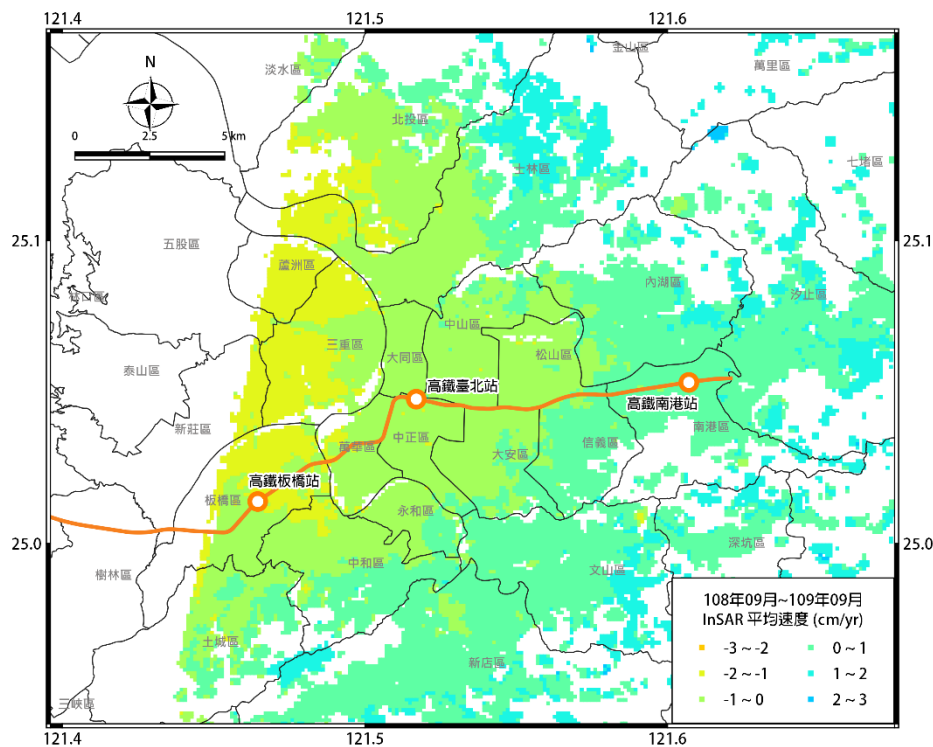 121.4 121.5 121.6
金山區
淡水區 萬里區
N
北投區
0 2.5 5 km
士林區 七堵區
25.1 25.1
五股區
蘆洲區
內湖區
林口區 汐止區
中山區
三重區 大同區 松山區
泰山區
高鐵臺北站
高鐵南港站
新莊區 南港區
萬華區 中正區 信義區
大安區
高鐵板橋站
板橋區
永和區
25.0 25.0
深坑區
中和區
樹林區 文山區
土城區
新店區
三峽區
108年09月~109年09月
InSAR 平均速度 (cm/yr)
-3 ~ -2 0 ~ 1
-2 ~ -1 1 ~ 2
-1 ~ 0 2 ~ 3
121.4 121.5 121.6